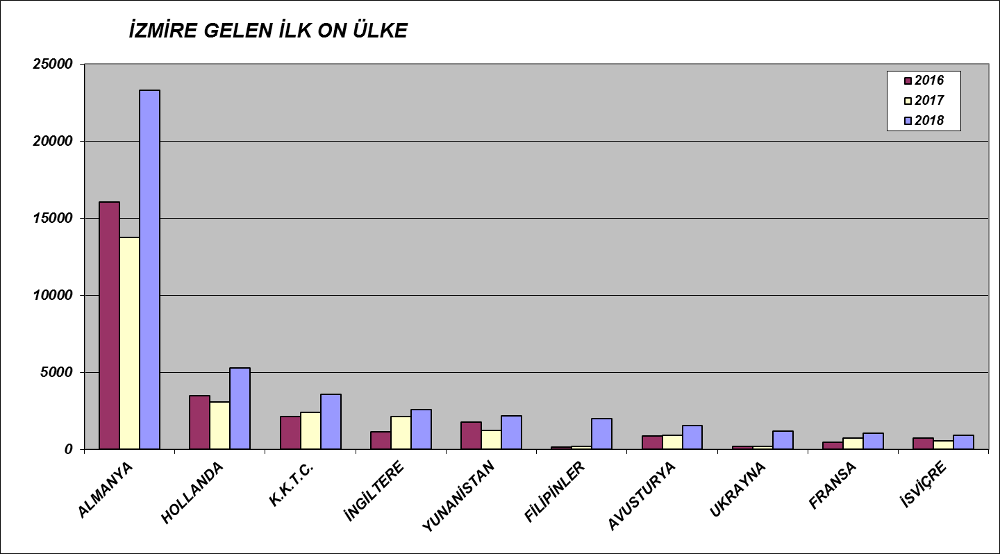 İZMİRE GELEN İLK ON ÜLKE
25000
20000
15000
10000
5000
0
2016
2017
2018
ALMANYA
HOLLANDA
K.K.T.C.
İNGİLTERE
YUNANİSTAN
FİLİPİNLER
AVUSTURYA
UKRAYNA
FRANSA
İSVİÇRE